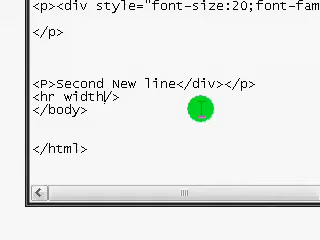 <p><div style="font-size:20;font-fam
</p>
<P>Second New line</div></p>
<hr width/>
</body>
</html>